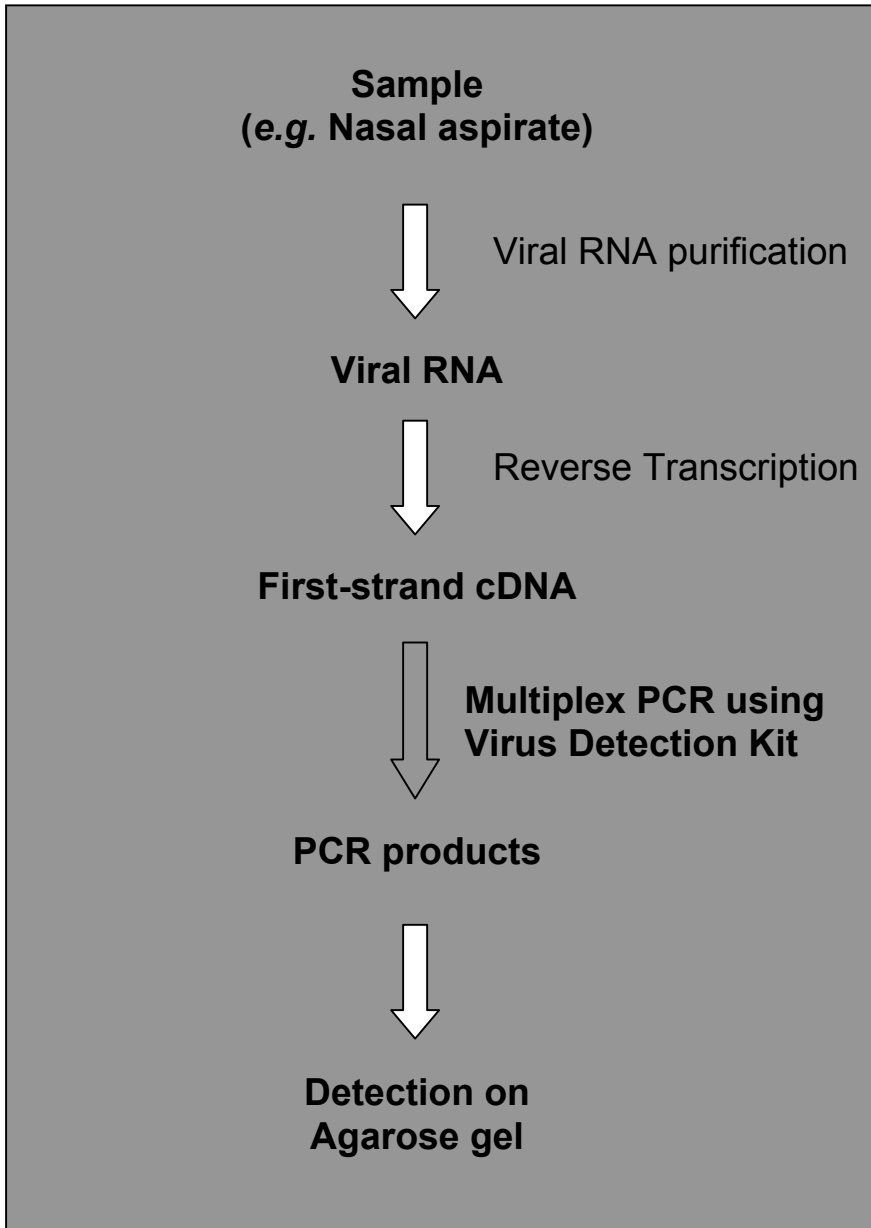 Sample
(e.g. Nasal aspirate)
Viral RNA purification
Viral RNA
Reverse Transcription
First-strand cDNA
Multiplex PCR using
Virus Detection Kit
PCR products
Detection on
Agarose gel